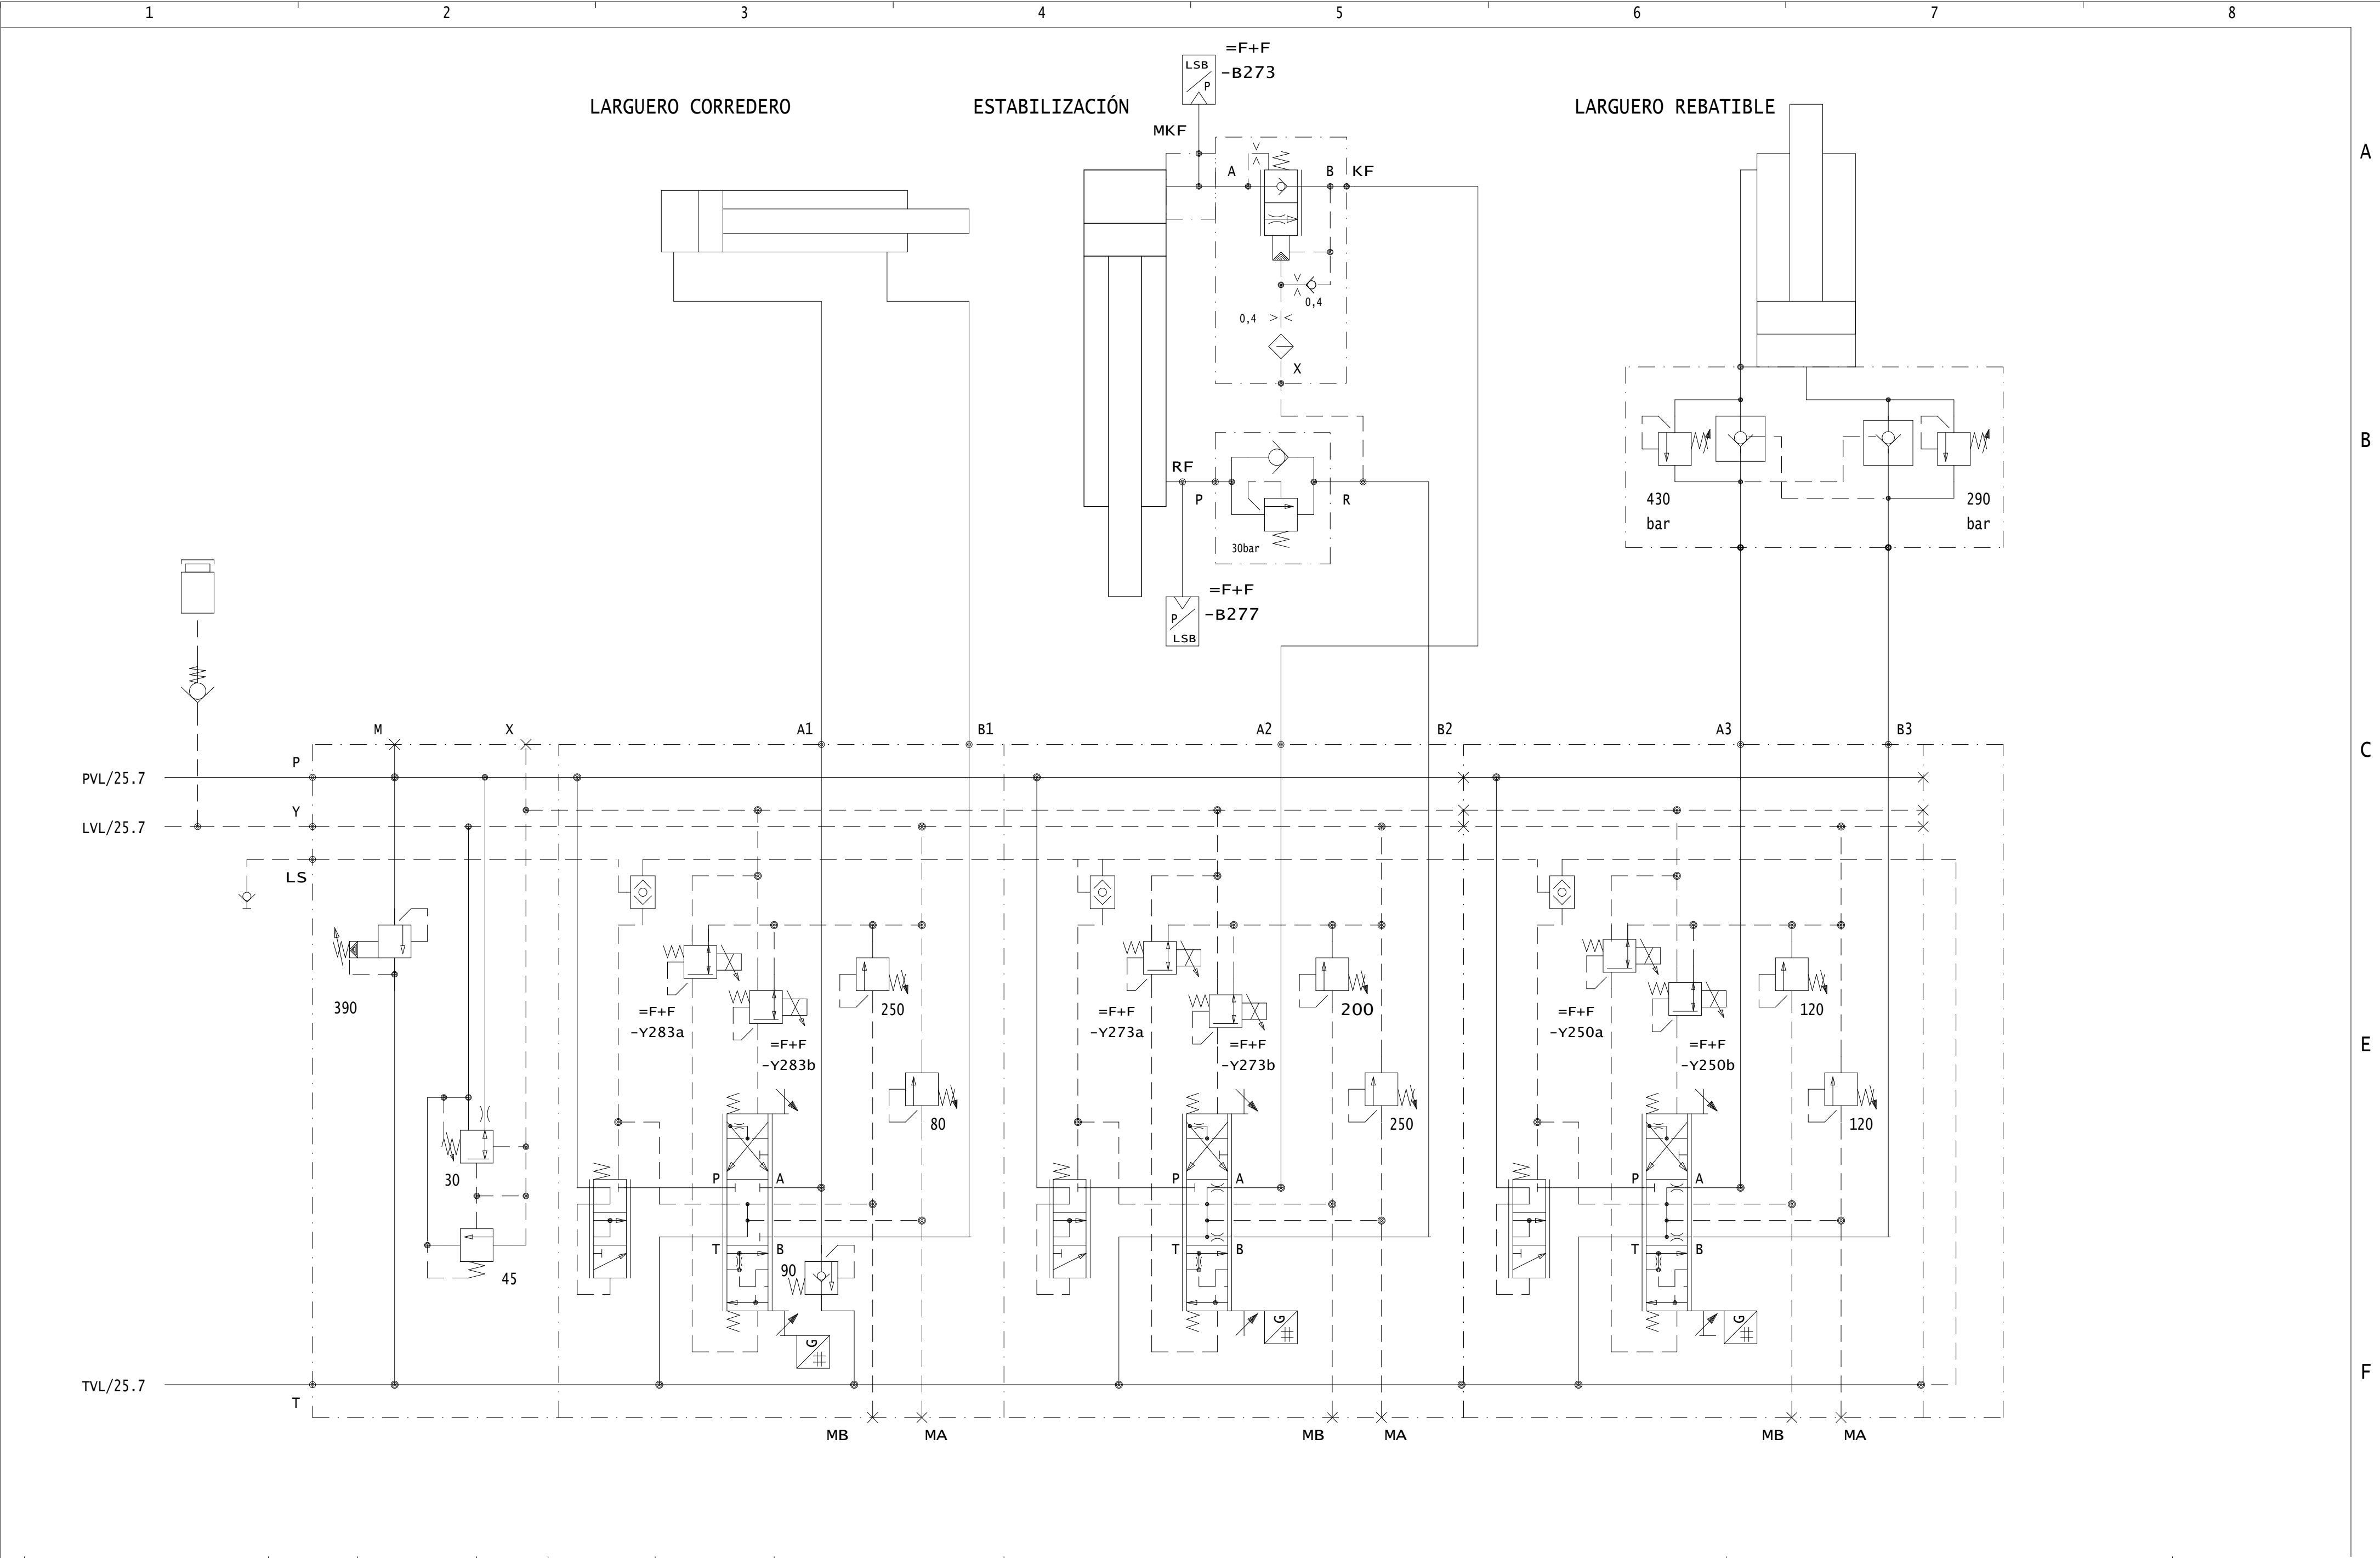 1 2 3 4 5 6 7 8
=F+F
-B273
LSB
P
LARGUERO CORREDERO
ESTABILIZACIÓN
LARGUERO REBATIBLE
MKF
A
A B KF
0,4
0,4
X
B
RF
P R
430
bar
290
bar
30bar
=F+F
-B277
P
LSB
M X A1 B1 A2 B2 A3 B3
C
P
PVL/25.7
Y
LVL/25.7
LS
390
=F+F
-Y283a
250
=F+F
-Y273a
200
=F+F
-Y250a
120
=F+F
-Y283b
=F+F
-Y273b
=F+F
-Y250b
E
80
250
120
30
P A
P A
P A
T B
T B
T B
90
45
G
G
G
TVL/25.7
F
T
MB MA MB MA MB MA